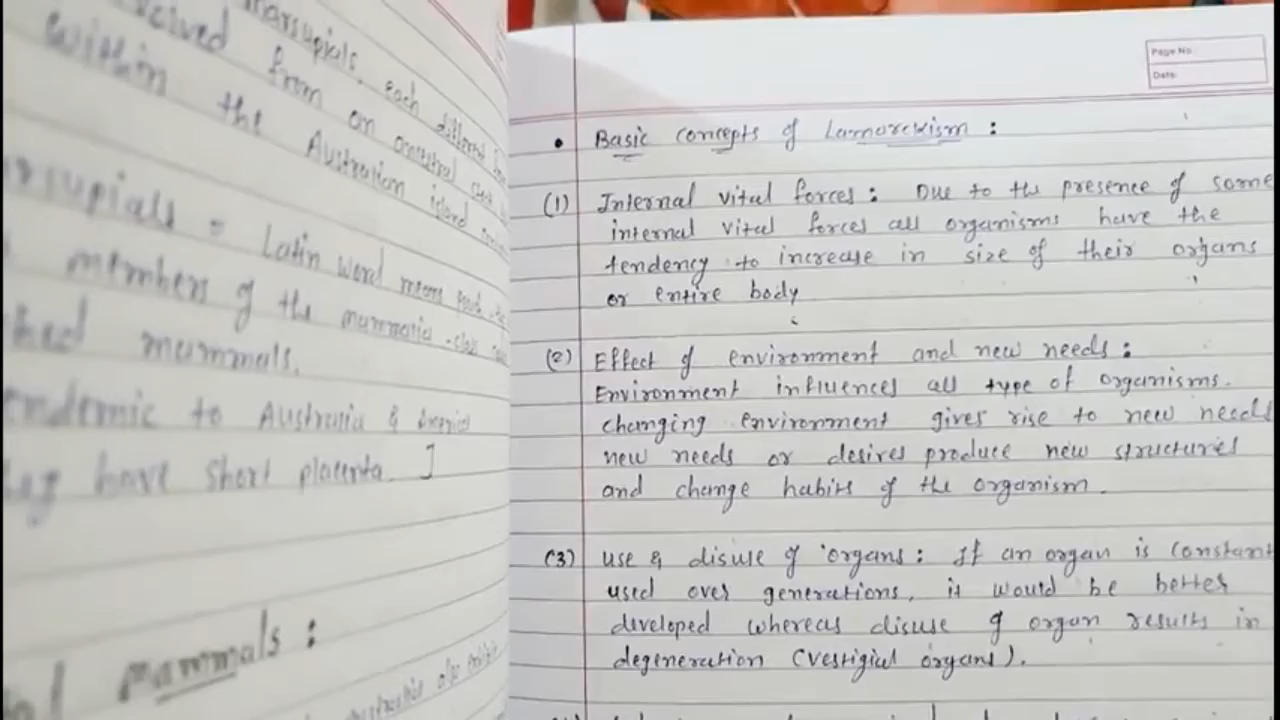 marsupials, each different
from an ancestral
within the Australian island
= Latin word means
members of the mammalia - class
mammals.
endemic to Australia &
have short placenta. ]
mammals :
Page No.
Date:
• Basic concepts of Lamarckism :
(1) Internal vital forces : Due to the presence of some
internal vital forces all organisms have the
tendency to increase in size of their organs
or entire body
(2) Effect of environment and new needs :
Environment influences all type of organisms.
changing environment gives rise to new needs
new needs or desires produce new structures
and change habits of the organism.
(3) use & disuse of organs : If an organ is constant
used over generations, it would be better
developed whereas disuse of organ results in
degeneration (vestigial organs).